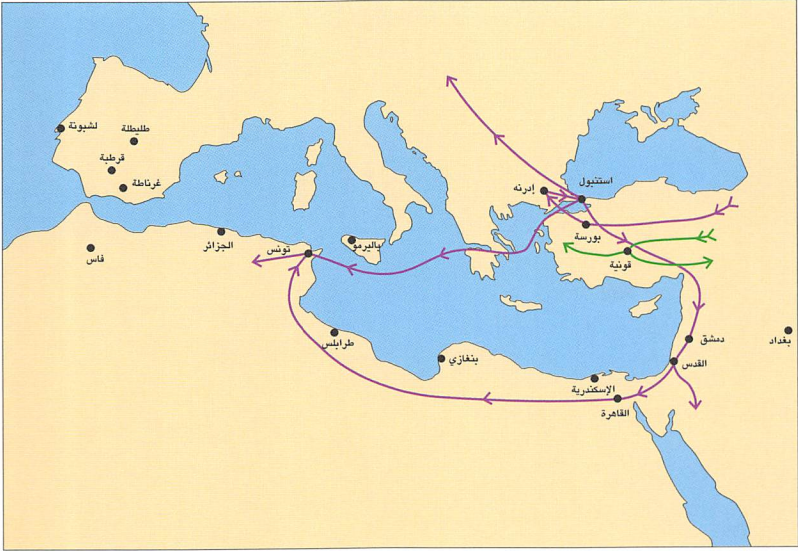 لشبونة
طليطلة
قرطبة
غرناطة
فاس
الجزائر
تونس
باليرمو
طرابلس
بنغازي
إدرنه
استنبول
بورسة
قونية
دمشق
القدس
بغداد
الإسكندرية
القاهرة